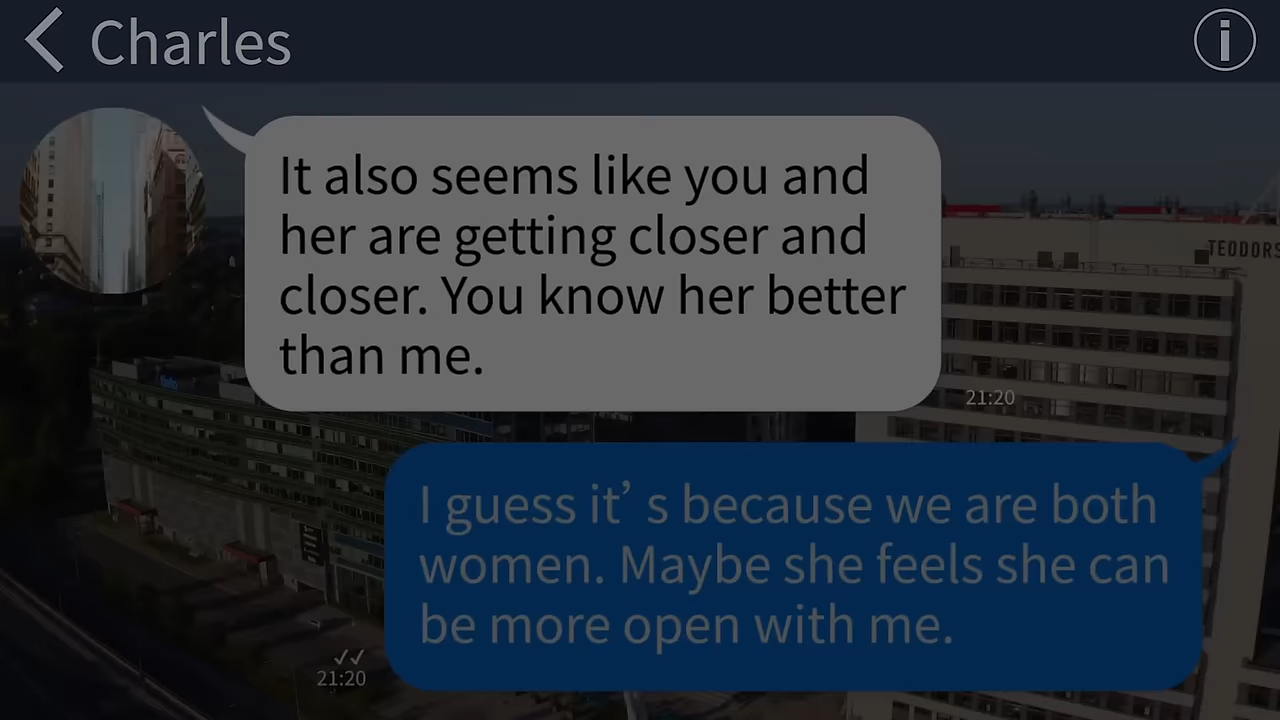 Charles
It also seems like you and
her are getting closer and
closer. You know her better
than me.
21:20
TEODORS
I guess it’ s because we are both
women. Maybe she feels she can
be more open with me.
21:20